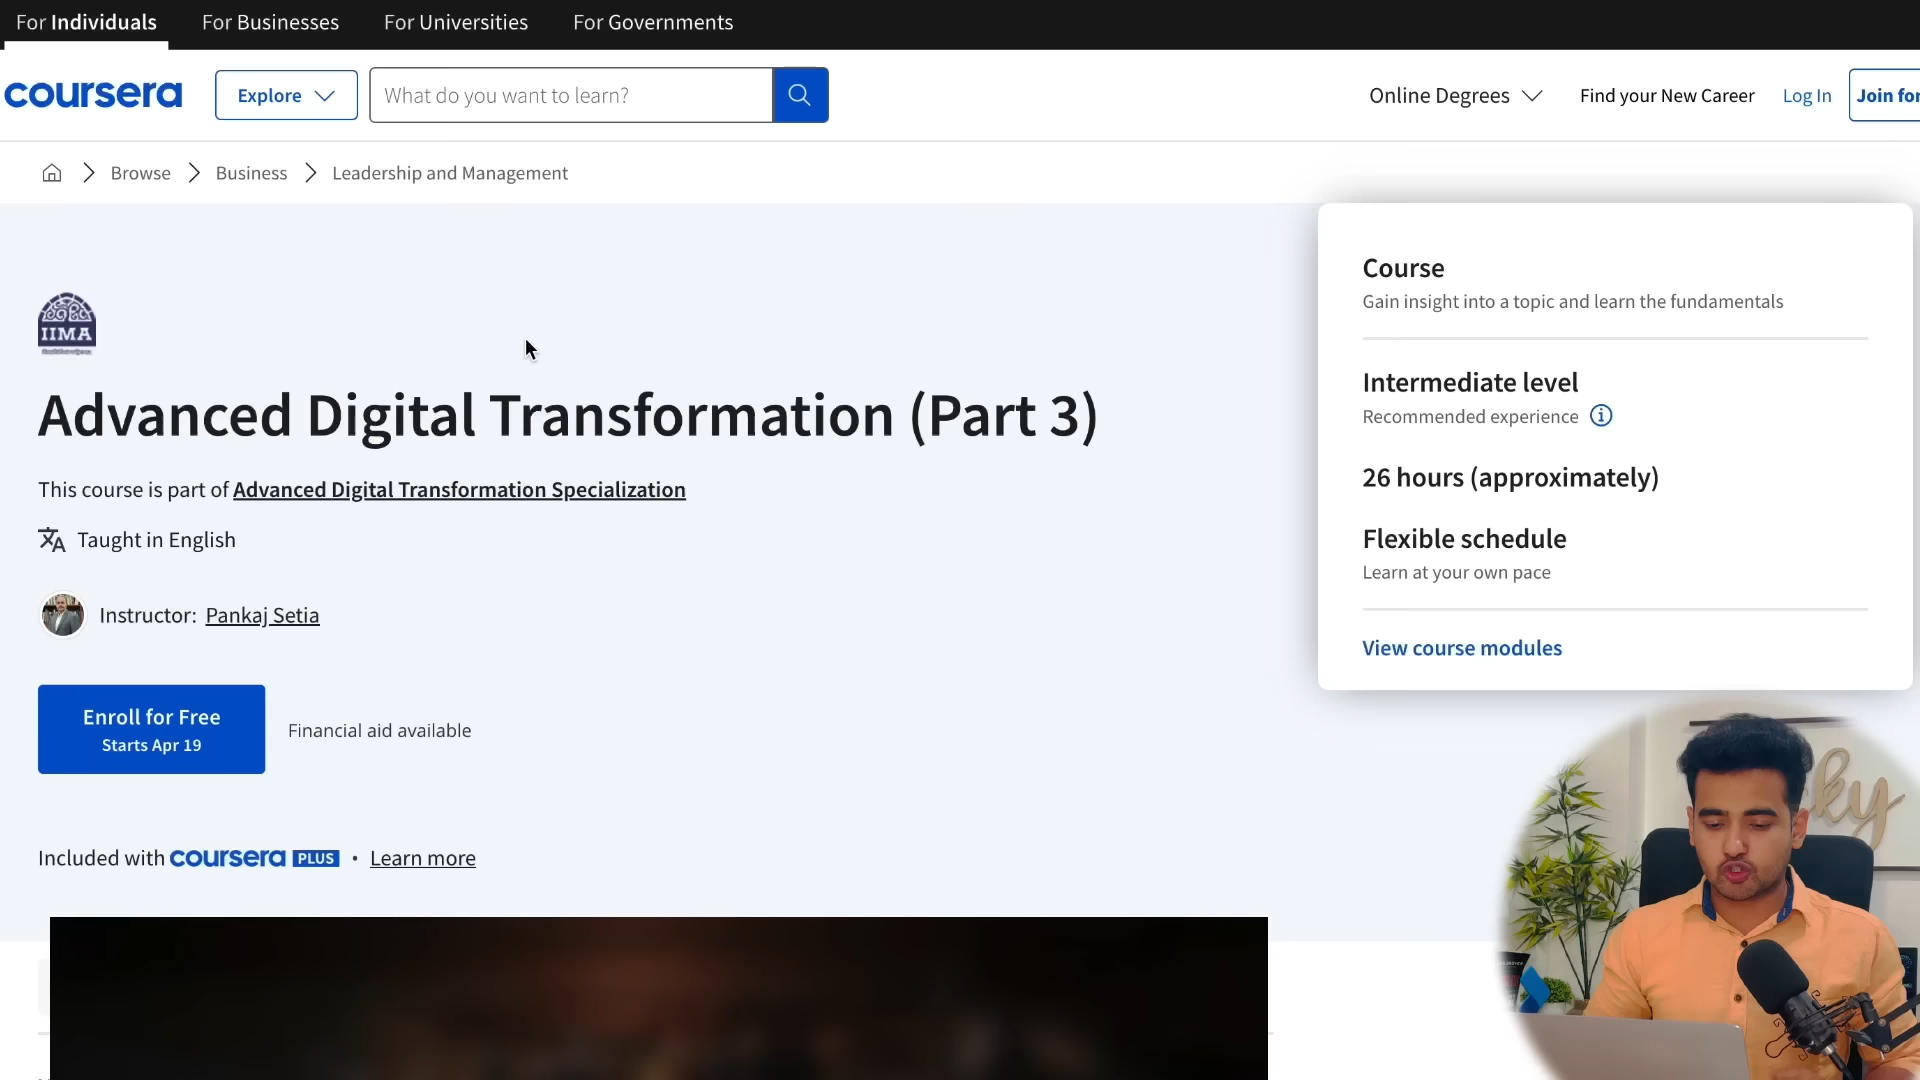 For Individuals
For Businesses
For Universities
For Governments
coursera
Explore
What do you want to learn?
Online Degrees
Find your New Career
Log In
Join for
Browse
Business
Leadership and Management
IIMA
Advanced Digital Transformation (Part 3)
This course is part of Advanced Digital Transformation Specialization
Taught in English
Instructor: Pankaj Setia
Enroll for Free
Starts Apr 19
Financial aid available
Included with coursera PLUS • Learn more
Course
Gain insight into a topic and learn the fundamentals
Intermediate level
Recommended experience
26 hours (approximately)
Flexible schedule
Learn at your own pace
View course modules
ky